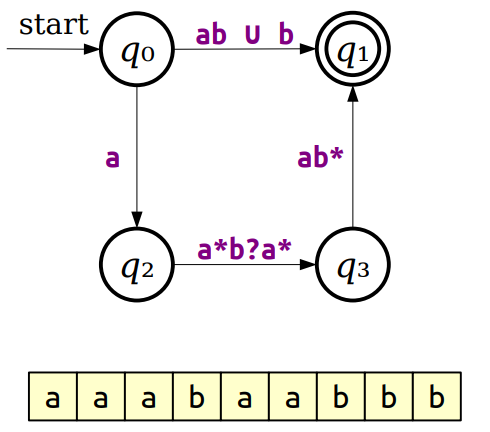 start
q₀ ab ∪ b q₁
a ab*
q₂ a*b?a* q₃
a a a b a a b b b